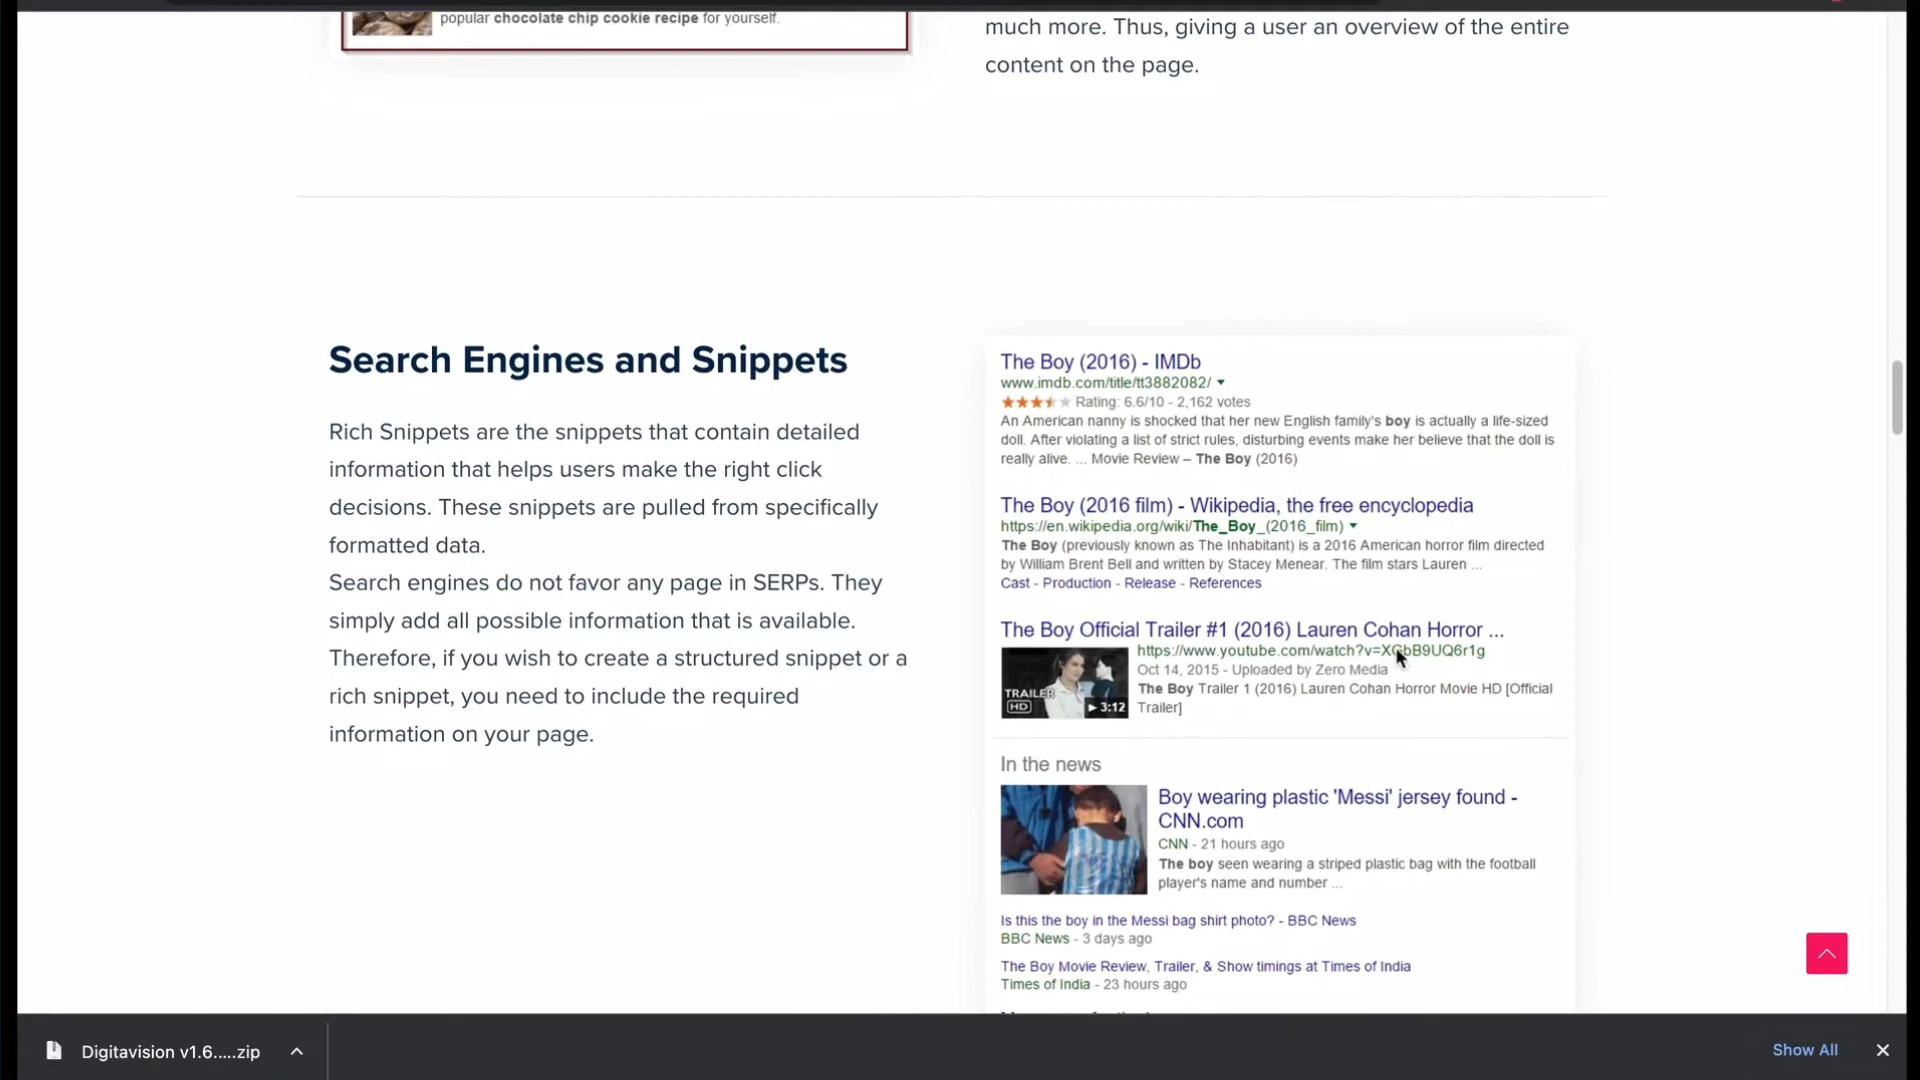 popular chocolate chip cookie recipe for yourself.
much more. Thus, giving a user an overview of the entire
content on the page.
Search Engines and Snippets
Rich Snippets are the snippets that contain detailed
information that helps users make the right click
decisions. These snippets are pulled from specifically
formatted data.
Search engines do not favor any page in SERPs. They
simply add all possible information that is available.
Therefore, if you wish to create a structured snippet or a
rich snippet, you need to include the required
information on your page.
The Boy (2016) - IMDb
www.imdb.com/title/tt3882082/
Rating: 6.6/10 - 2,162 votes
An American nanny is shocked that her new English family's boy is actually a life-sized
doll. After violating a list of strict rules, disturbing events make her believe that the doll is
really alive. ... Movie Review – The Boy (2016)
The Boy (2016 film) - Wikipedia, the free encyclopedia
https://en.wikipedia.org/wiki/The_Boy_(2016_film)
The Boy (previously known as The Inhabitant) is a 2016 American horror film directed
by William Brent Bell and written by Stacey Menear. The film stars Lauren ...
Cast - Production - Release - References
The Boy Official Trailer #1 (2016) Lauren Cohan Horror ...
Oct 14, 2015 - Uploaded by Zero Media
The Boy Trailer 1 (2016) Lauren Cohan Horror Movie HD [Official
Trailer]
TRAILER
HD
3:12
In the news
Boy wearing plastic 'Messi' jersey found -
CNN.com
CNN - 21 hours ago
The boy seen wearing a striped plastic bag with the football
player's name and number ...
Is this the boy in the Messi bag shirt photo? - BBC News
BBC News - 3 days ago
The Boy Movie Review, Trailer, & Show timings at Times of India
Times of India - 23 hours ago
Digitavision v1.6.....zip
Show All